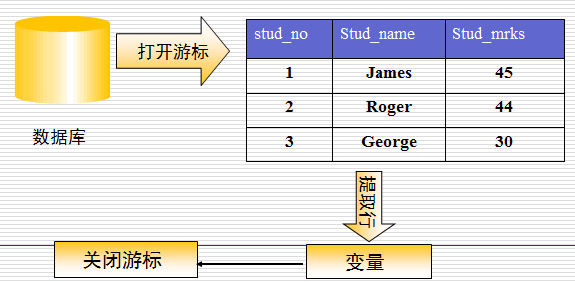 打开游标
stud_no Stud_name Stud_mrks
1 James 45
2 Roger 44
3 George 30
数据库
提取行
关闭游标
变量